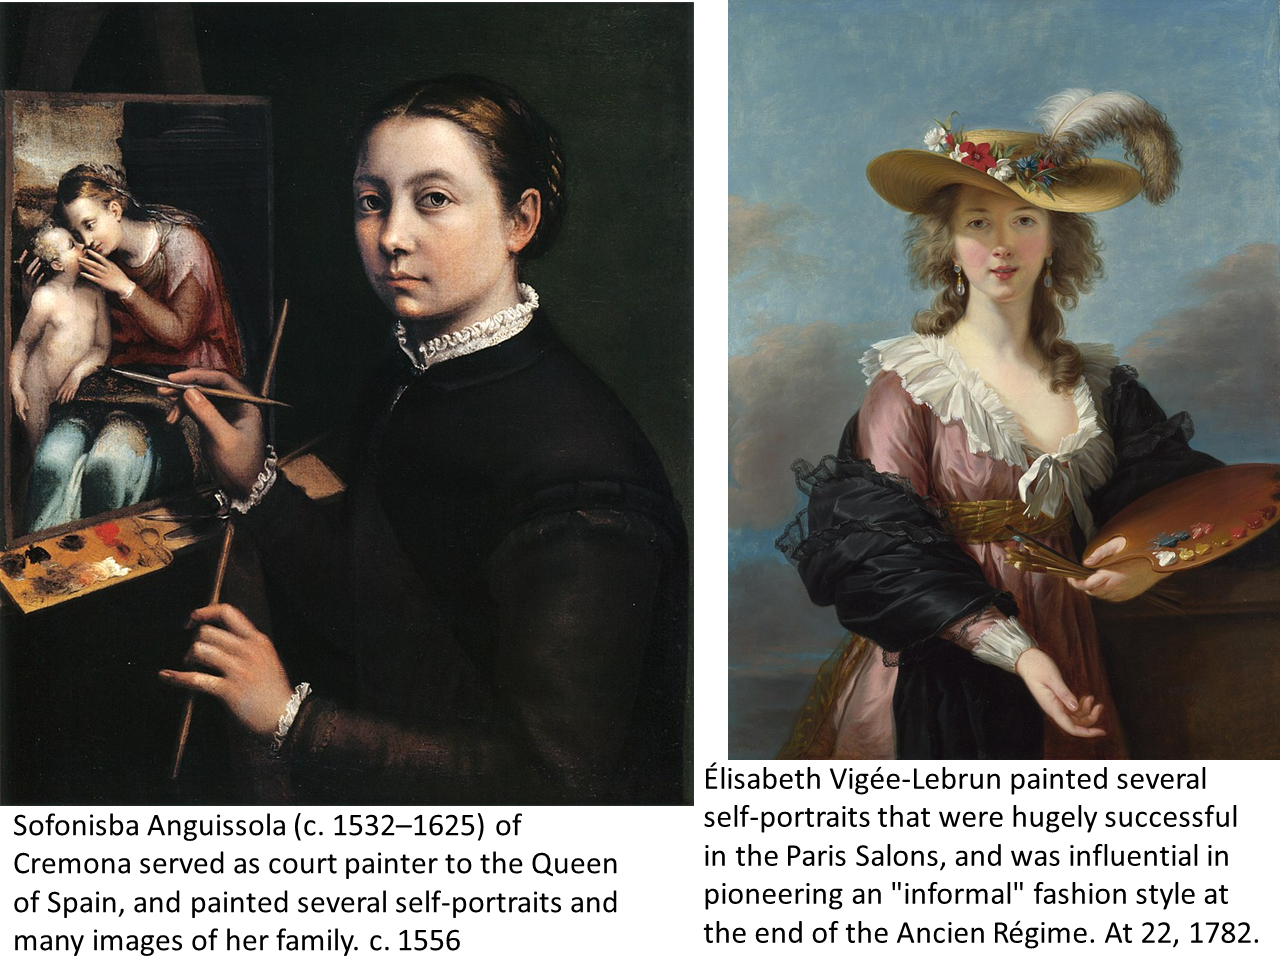 Sofonisba Anguissola (c. 1532–1625) of
Cremona served as court painter to the Queen
of Spain, and painted several self-portraits and
many images of her family. c. 1556
Élisabeth Vigée-Lebrun painted several
self-portraits that were hugely successful
in the Paris Salons, and was influential in
pioneering an "informal" fashion style at
the end of the Ancien Régime. At 22, 1782.